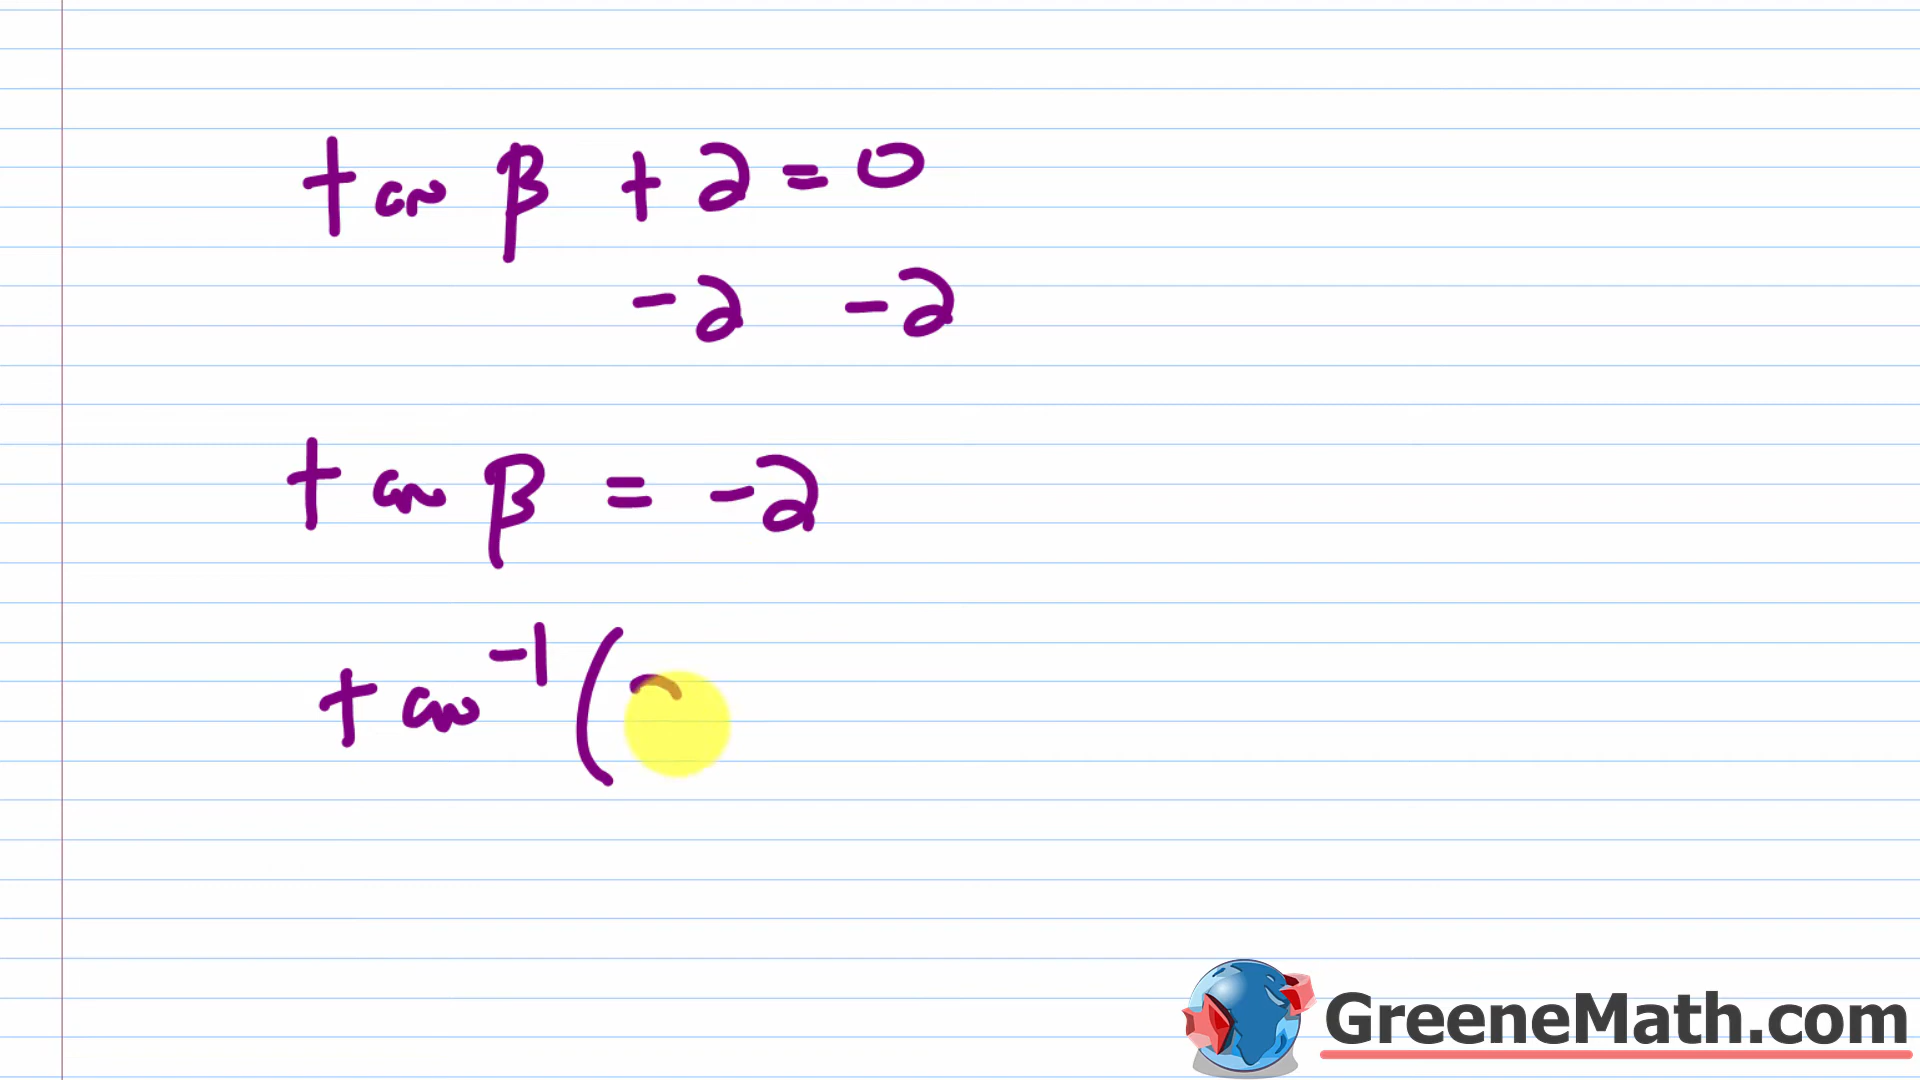 tan β + 2 = 0
-2 -2
tan β = -2
tan⁻¹ (
GreeneMath.com